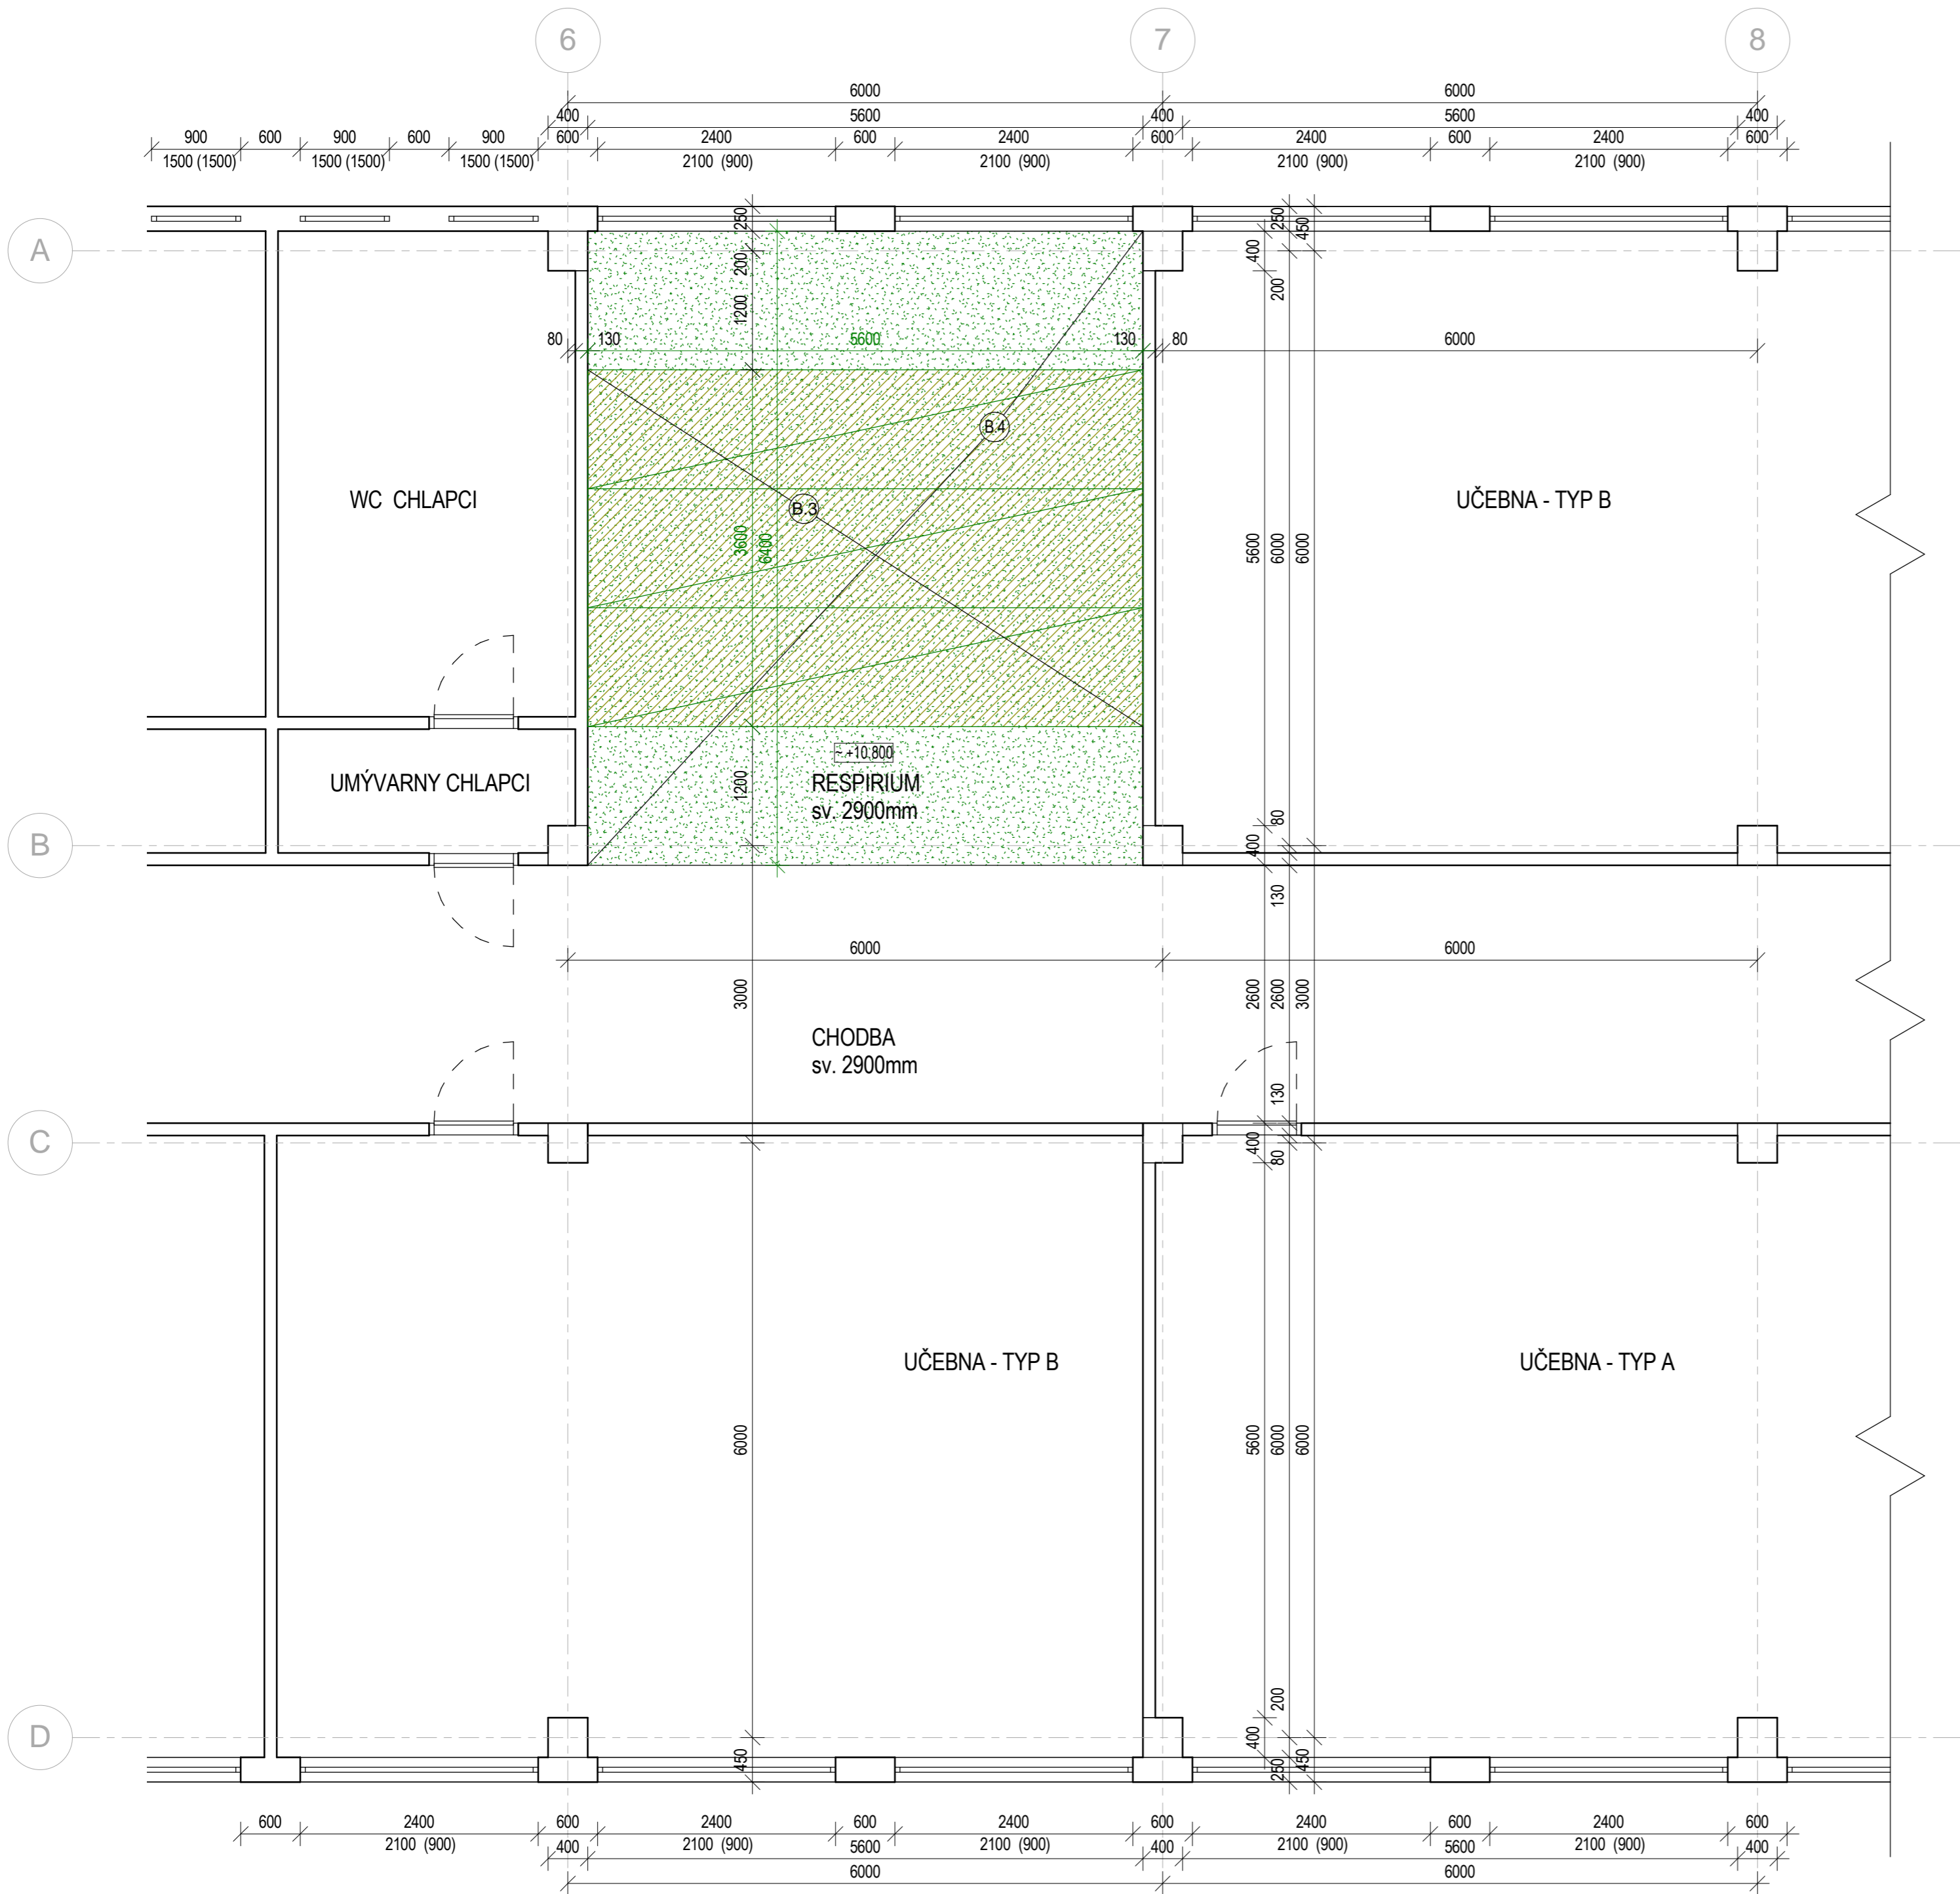 6 7 8
6000 6000
400 5600 400 5600 400
900 600 900 600 900 600 2400 600 2400 600 2400 600 2400 600
1500 (1500) 1500 (1500) 1500 (1500) 2100 (900) 2100 (900) 2100 (900) 2100 (900)
250 250 450
A
200 400 200
1200
80 130 5600 130 80 6000
B.4
WC CHLAPCI
B.3
UČEBNA - TYP B
3600 6400 5600 6000 6000
~ +10,800
UMÝVARNY CHLAPCI
1200
RESPIRIUM
sv. 2900mm
B
400 80
130
6000 6000
3000 2600 2600 3000
CHODBA
sv. 2900mm
130
C
400 80
UČEBNA - TYP B
UČEBNA - TYP A
6000 5600 6000 6000
200
D
450 400 250 450
600 2400 600 2400 600 2400 600 2400 600 2400 600
2100 (900) 2100 (900) 2100 (900) 2100 (900) 2100 (900)
400 5600 400 5600 400
6000 6000